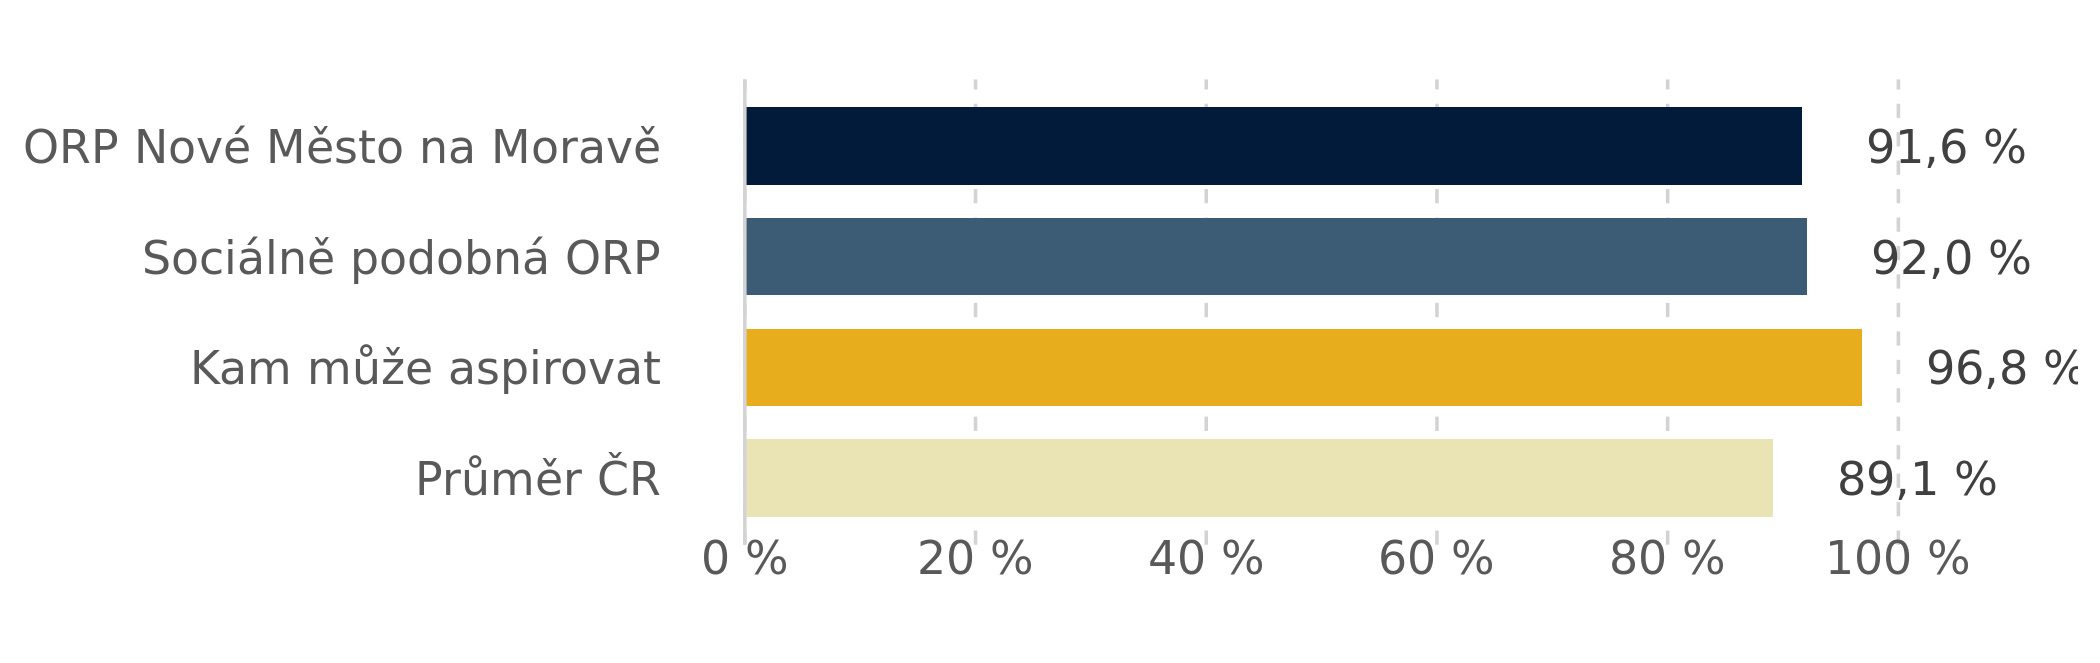 ORP Nové Město na Moravě 91,6 %
Sociálně podobná ORP 92,0 %
Kam může aspirovat 96,8 %
Průměr ČR 89,1 %
0 % 20 % 40 % 60 % 80 % 100 %